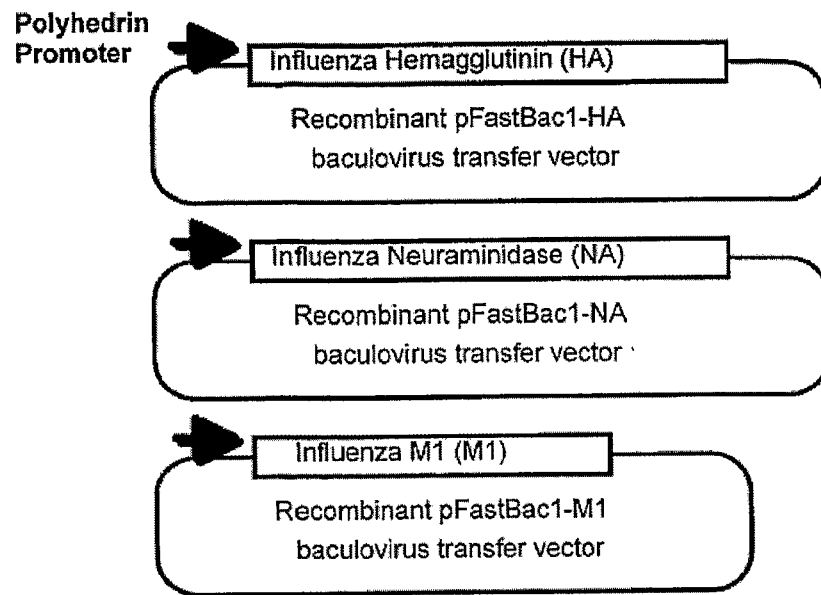 Polyhedrin
Promoter
Influenza Hemagglutinin (HA)
Recombinant pFastBac1-HA
baculovirus transfer vector
Influenza Neuraminidase (NA)
Recombinant pFastBac1-NA
baculovirus transfer vector
Influenza M1 (M1)
Recombinant pFastBac1-M1
baculovirus transfer vector